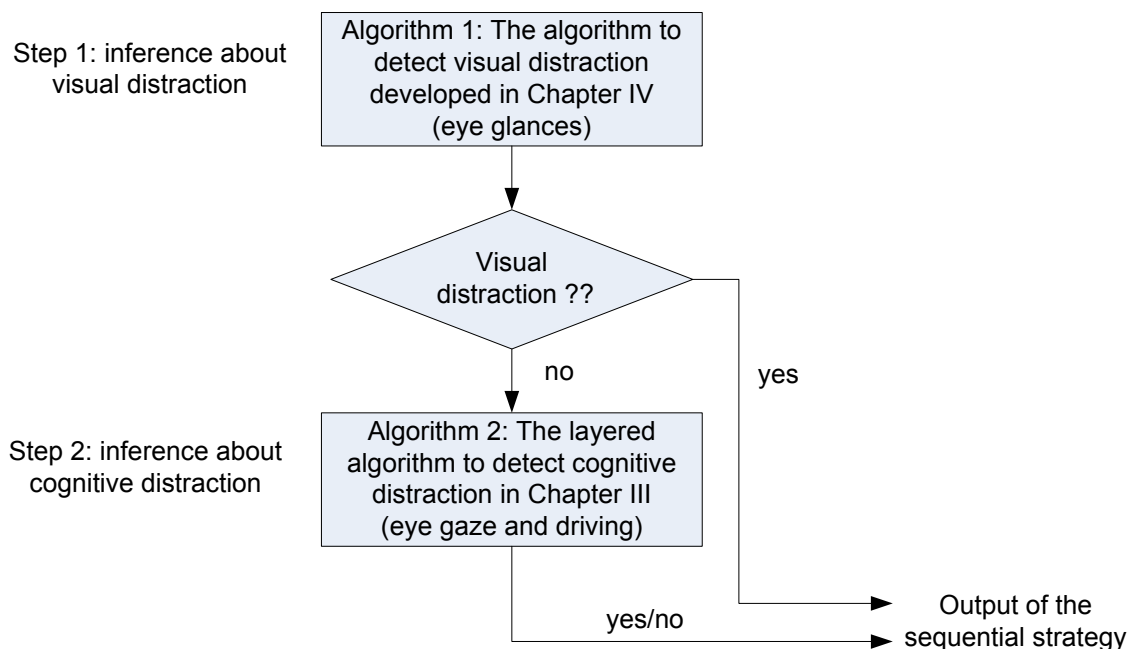 Step 1: inference about
visual distraction
Algorithm 1: The algorithm to
detect visual distraction
developed in Chapter IV
(eye glances)
Visual
distraction ??
no
yes
Step 2: inference about
cognitive distraction
Algorithm 2: The layered
algorithm to detect cognitive
distraction in Chapter III
(eye gaze and driving)
yes/no
Output of the
sequential strategy